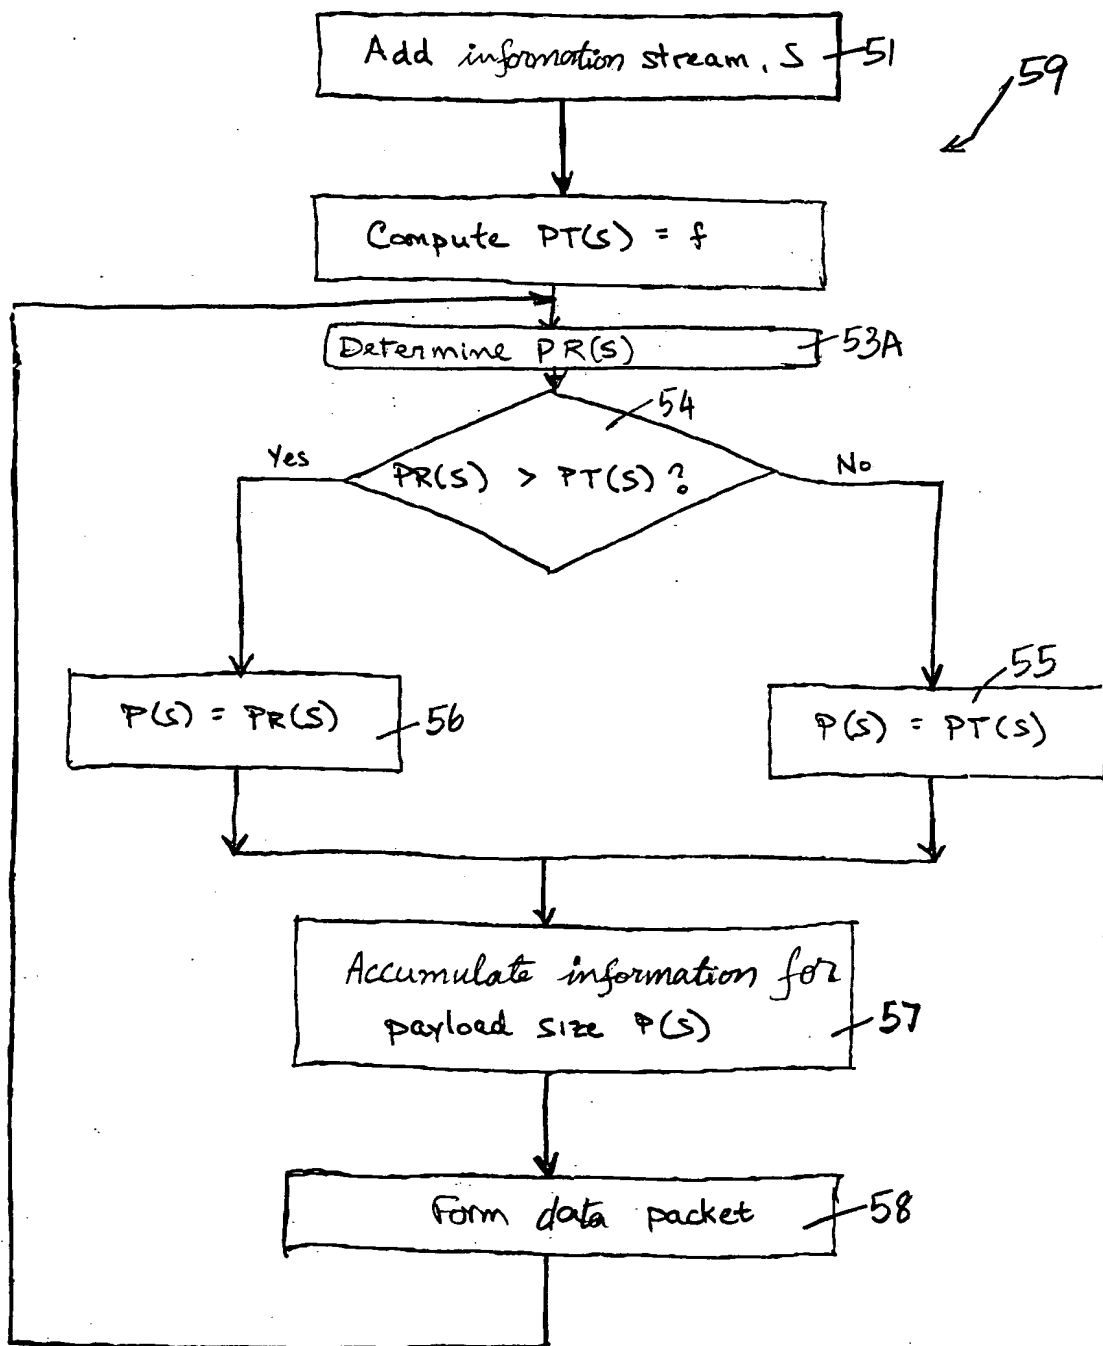 Add information stream, S
51
59
Compute PT(S) = f
Determine PR(S)
53A
54
Yes
PR(S) > PT(S)?
No
P(S) = PR(S)
56
55
P(S) = PT(S)
Accumulate information for
payload size P(S)
57
Form data packet
58